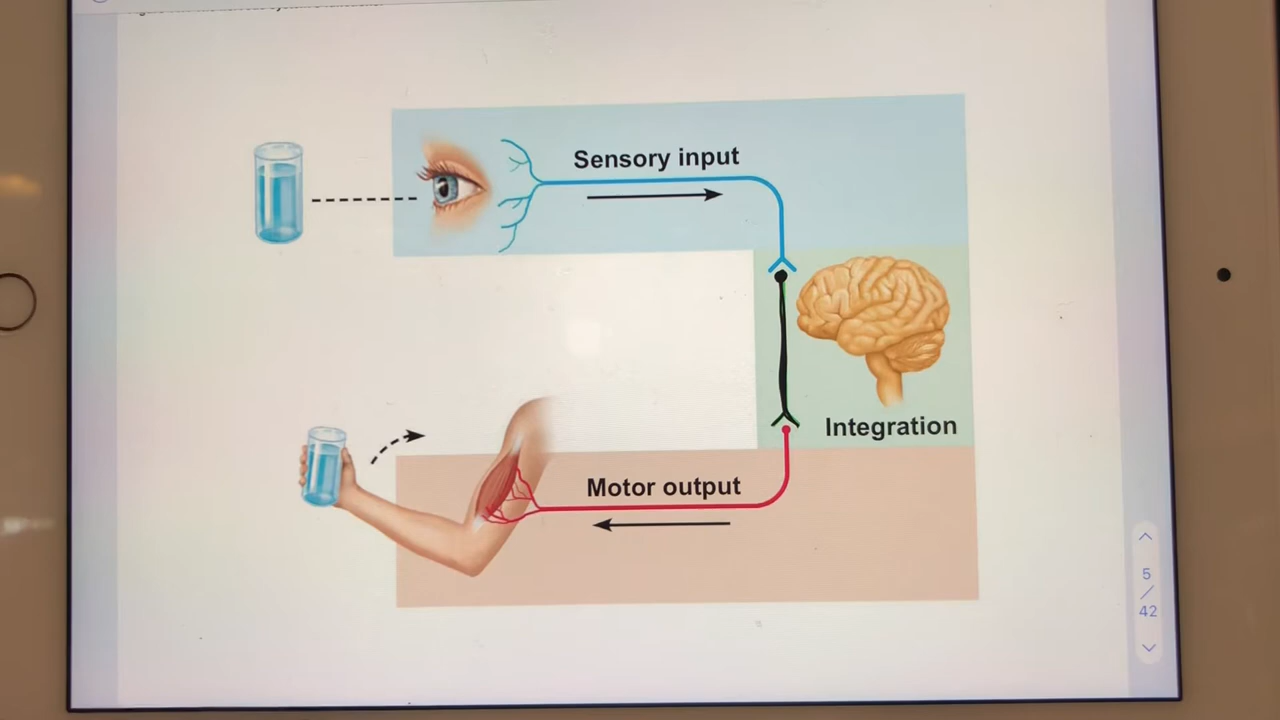 Sensory input
Integration
Motor output
5
/
42